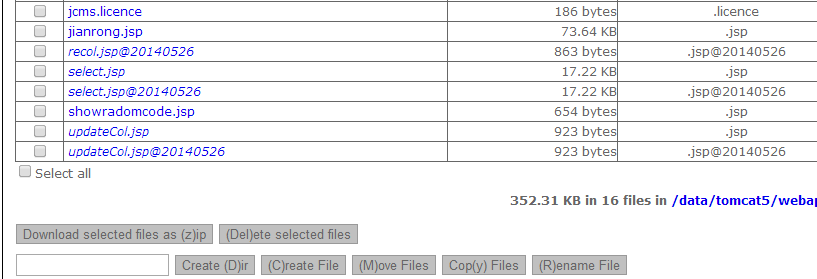 jcms.licence 186 bytes .licence
jianrong.jsp 73.64 KB .jsp
recol.jsp@20140526 863 bytes .jsp@20140526
select.jsp 17.22 KB .jsp
select.jsp@20140526 17.22 KB .jsp@20140526
showradomcode.jsp 654 bytes .jsp
updateCol.jsp 923 bytes .jsp
updateCol.jsp@20140526 923 bytes .jsp@20140526
Select all
352.31 KB in 16 files in /data/tomcat5/webap
Download selected files as (z)ip (Del)ete selected files
Create (D)ir (C)reate File (M)ove Files Cop(y) Files (R)ename File